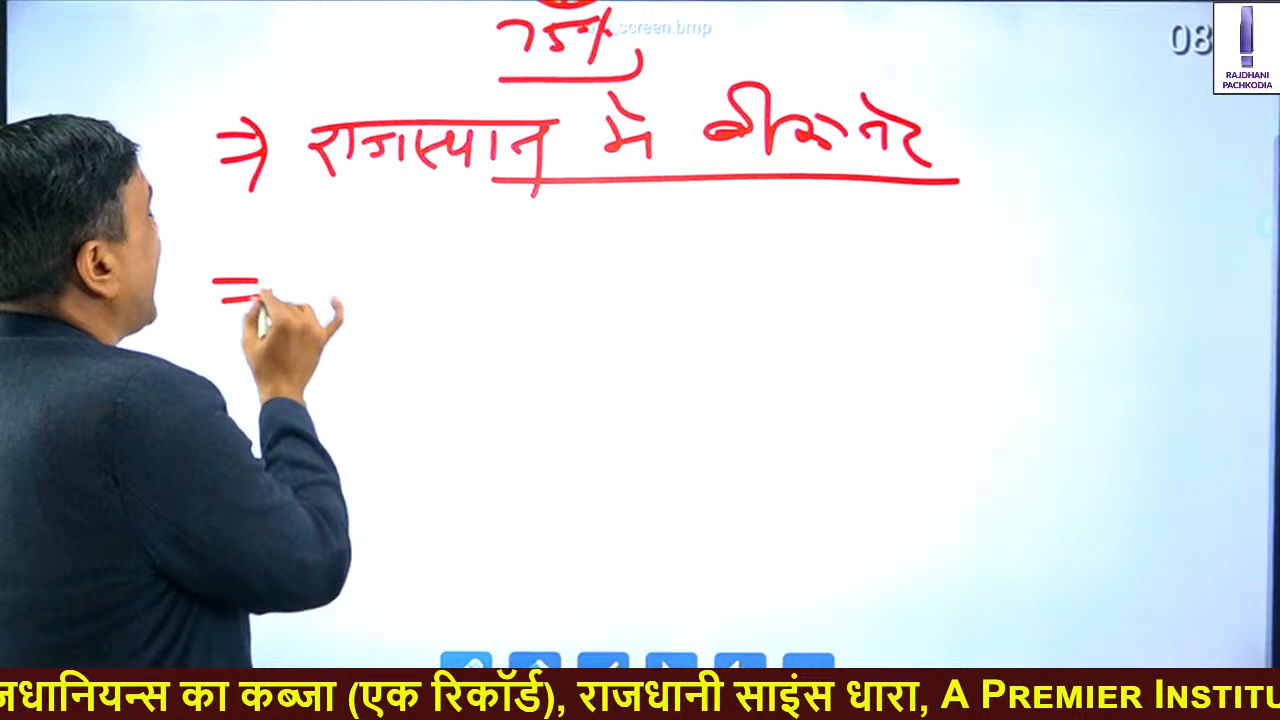 75%
screen.bmp
08
RAJDHANI
PACHKODIA
⇒ राजस्थान में बीकानेर
=
जधानियन्स का कब्जा (एक रिकॉर्ड), राजधानी साइंस धारा, A PREMIER INSTITU